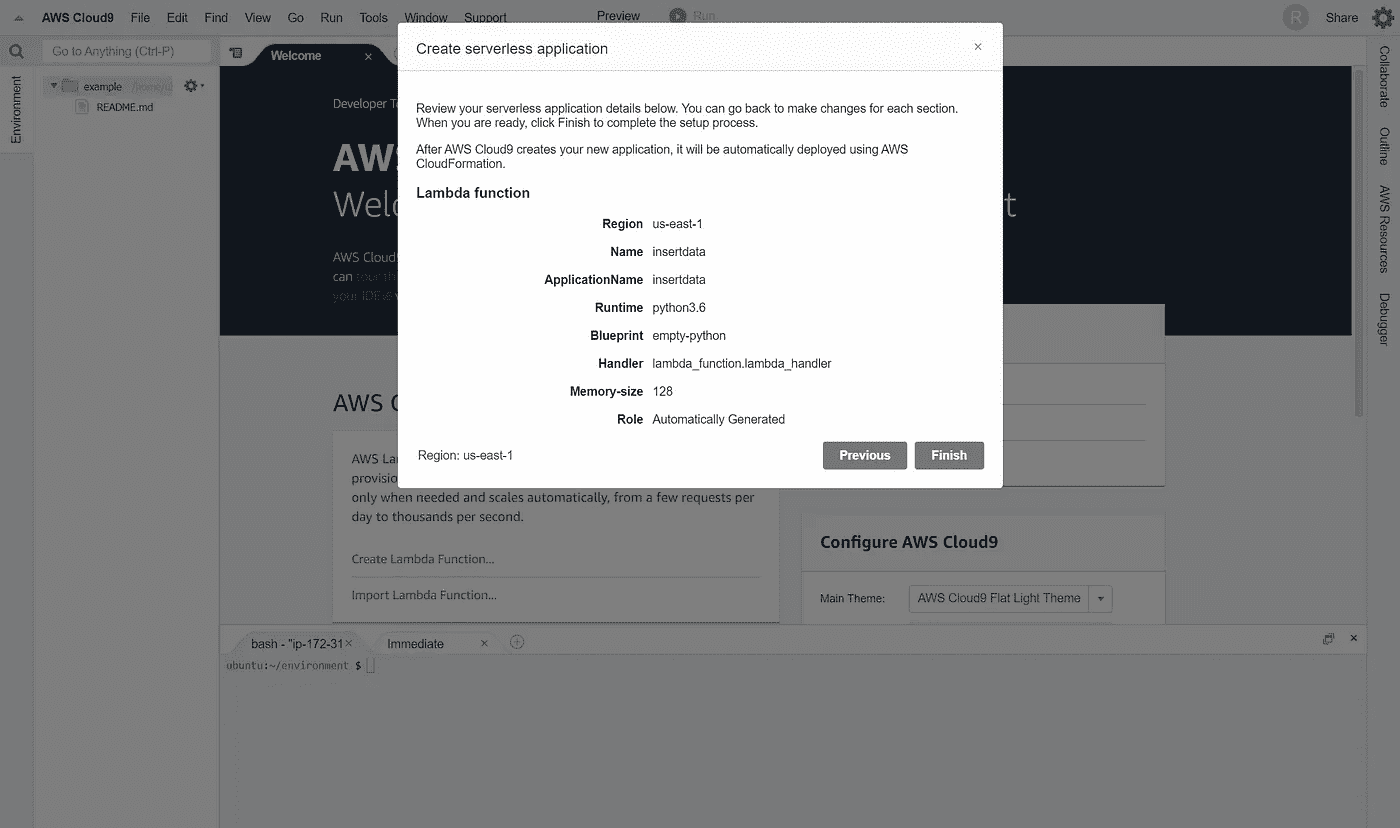 AWS Cloud9 File Edit Find View Go Run Tools Window Support Preview Run R Share
Go to Anything (Ctrl-P)
Welcome
Environment
example
README.md
Collaborate
Outline
AWS Resources
Debugger
Developer
AWS
AWS Cloud9
can
Create serverless application
Review your serverless application details below. You can go back to make changes for each section.
When you are ready, click Finish to complete the setup process.
After AWS Cloud9 creates your new application, it will be automatically deployed using AWS
CloudFormation.
Lambda function
Region us-east-1
Name insertdata
ApplicationName insertdata
Runtime python3.6
Blueprint empty-python
Handler lambda_function.lambda_handler
Memory-size 128
Role Automatically Generated
Region: us-east-1
Previous Finish
AWS C
AWS La
provisio
only when needed and scales automatically, from a few requests per
day to thousands per second.
Create Lambda Function...
Import Lambda Function...
Configure AWS Cloud9
Main Theme: AWS Cloud9 Flat Light Theme
bash - "ip-172-31 Immediate
ubuntu:~/environment $